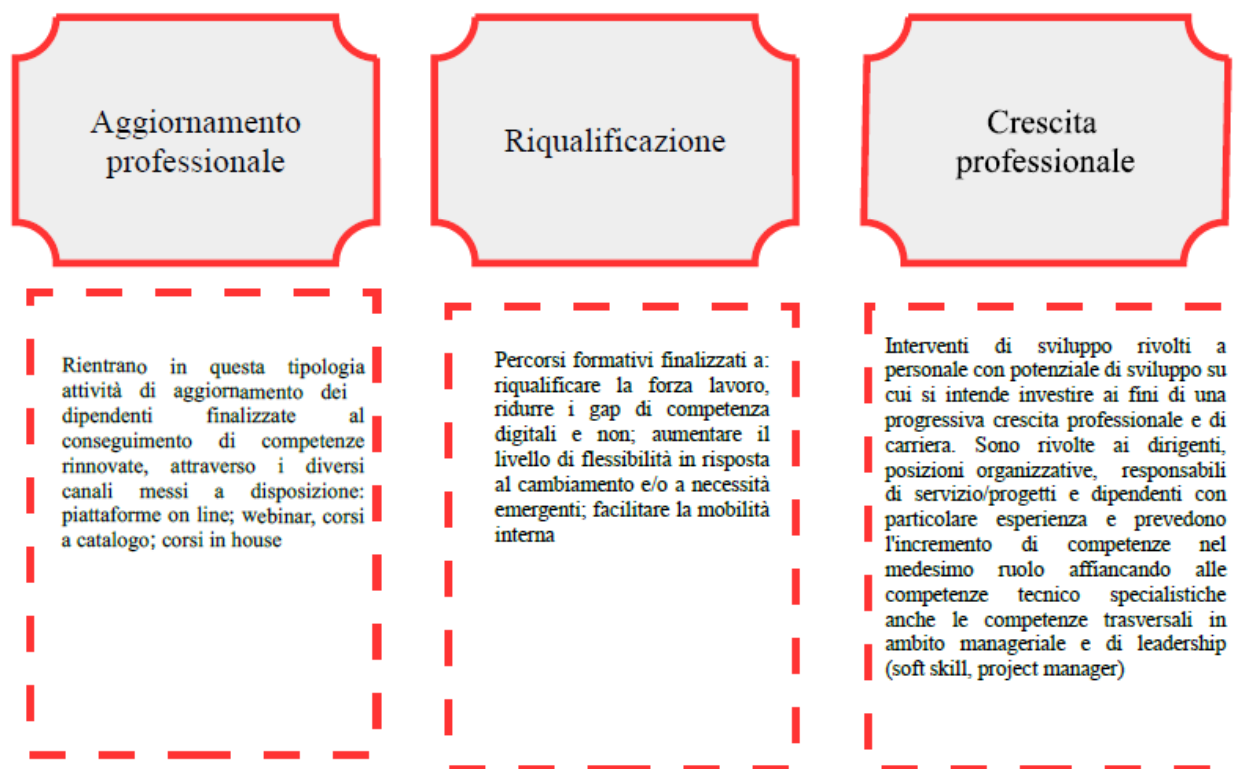 Aggiornamento
professionale
Rientrano in questa tipologia
attività di aggiornamento dei
dipendenti finalizzate al
conseguimento di competenze
rinnovate, attraverso i diversi
canali messi a disposizione:
piattaforme on line; webinar, corsi
a catalogo; corsi in house
Riqualificazione
Percorsi formativi finalizzati a:
riqualificare la forza lavoro,
ridurre i gap di competenza
digitali e non; aumentare il
livello di flessibilità in risposta
al cambiamento e/o a necessità
emergenti; facilitare la mobilità
interna
Crescita
professionale
Interventi di sviluppo rivolti a
personale con potenziale di sviluppo su
cui si intende investire ai fini di una
progressiva crescita professionale e di
carriera. Sono rivolte ai dirigenti,
posizioni organizzative, responsabili
di servizio/progetti e dipendenti con
particolare esperienza e prevedono
l'incremento di competenze nel
medesimo ruolo affiancando alle
competenze tecnico specialistiche
anche le competenze trasversali in
ambito manageriale e di leadership
(soft skill, project manager)